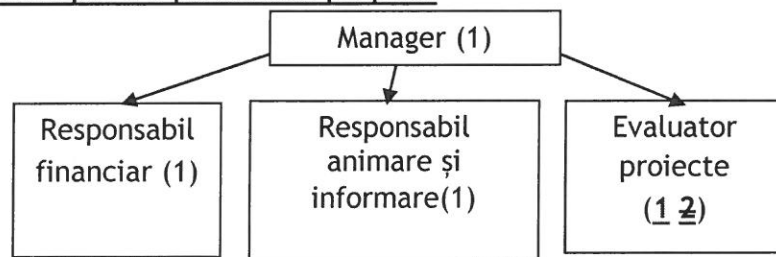 Manager (1)
Responsabil
financiar (1)
Responsabil
animare și
informare(1)
Evaluator
proiecte
(1 2)